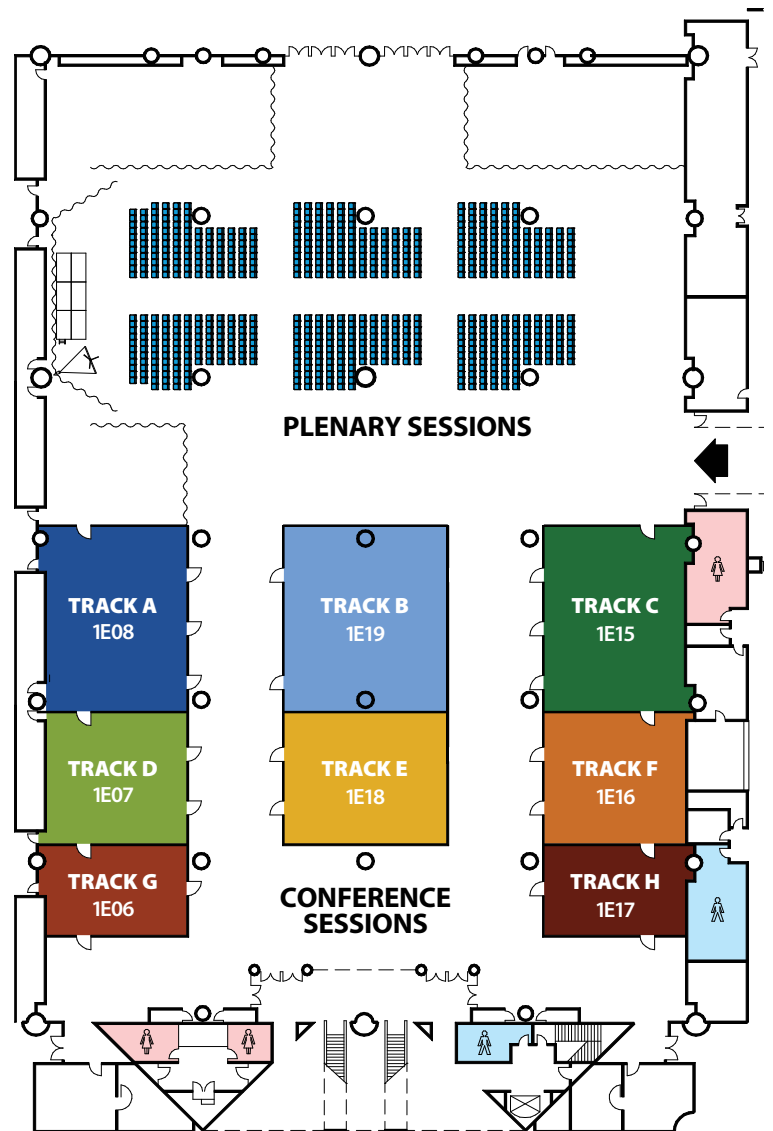 PLENARY SESSIONS
TRACK A
1E08
TRACK B
1E19
TRACK C
1E15
TRACK D
1E07
TRACK E
1E18
TRACK F
1E16
TRACK G
1E06
TRACK H
1E17
CONFERENCE
SESSIONS